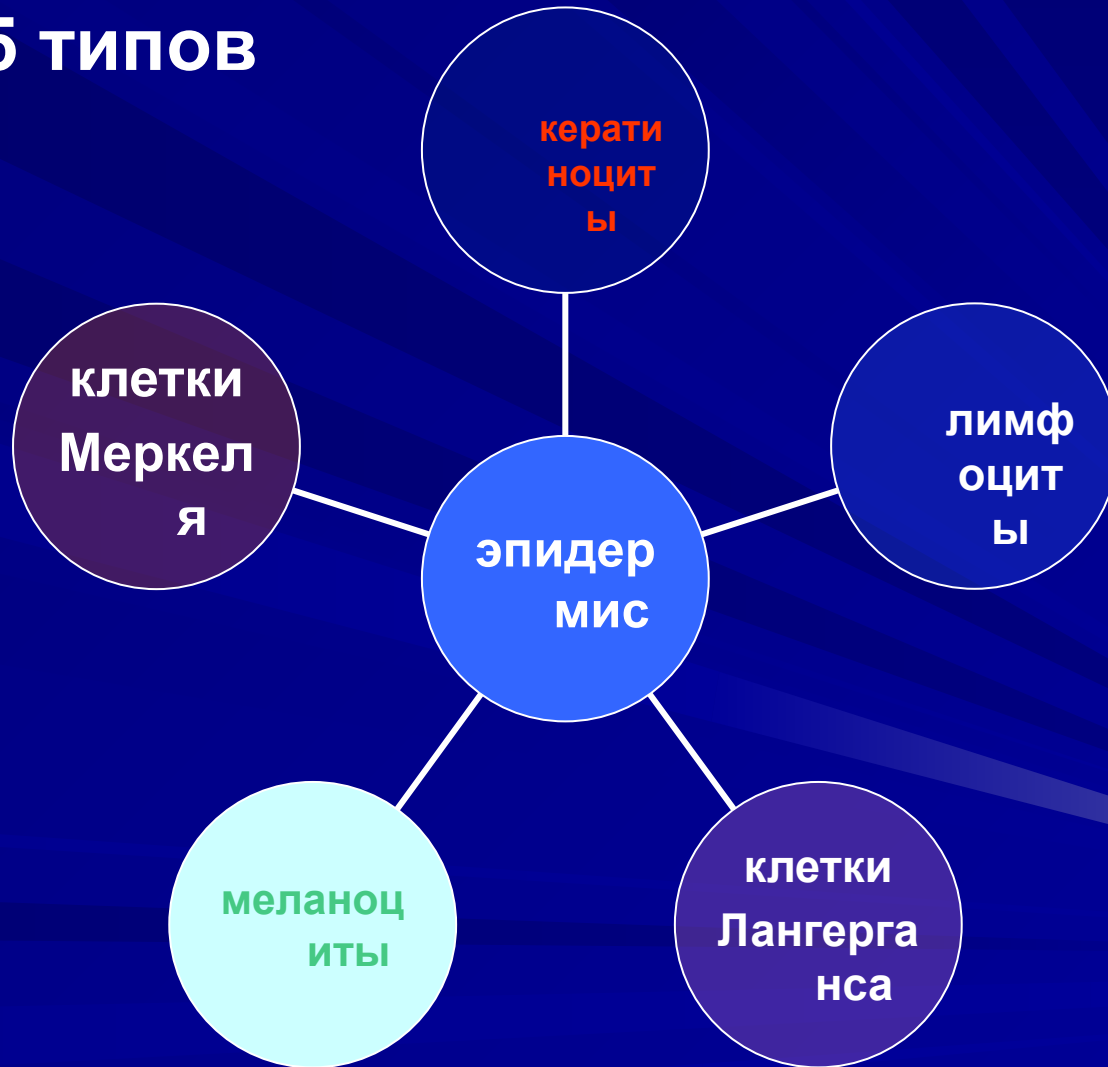 5 типов
керати
ноцит
ы
клетки
Меркел
я
лимф
оцит
ы
эпидер
мис
меланоц
иты
клетки
Лангерга
нса